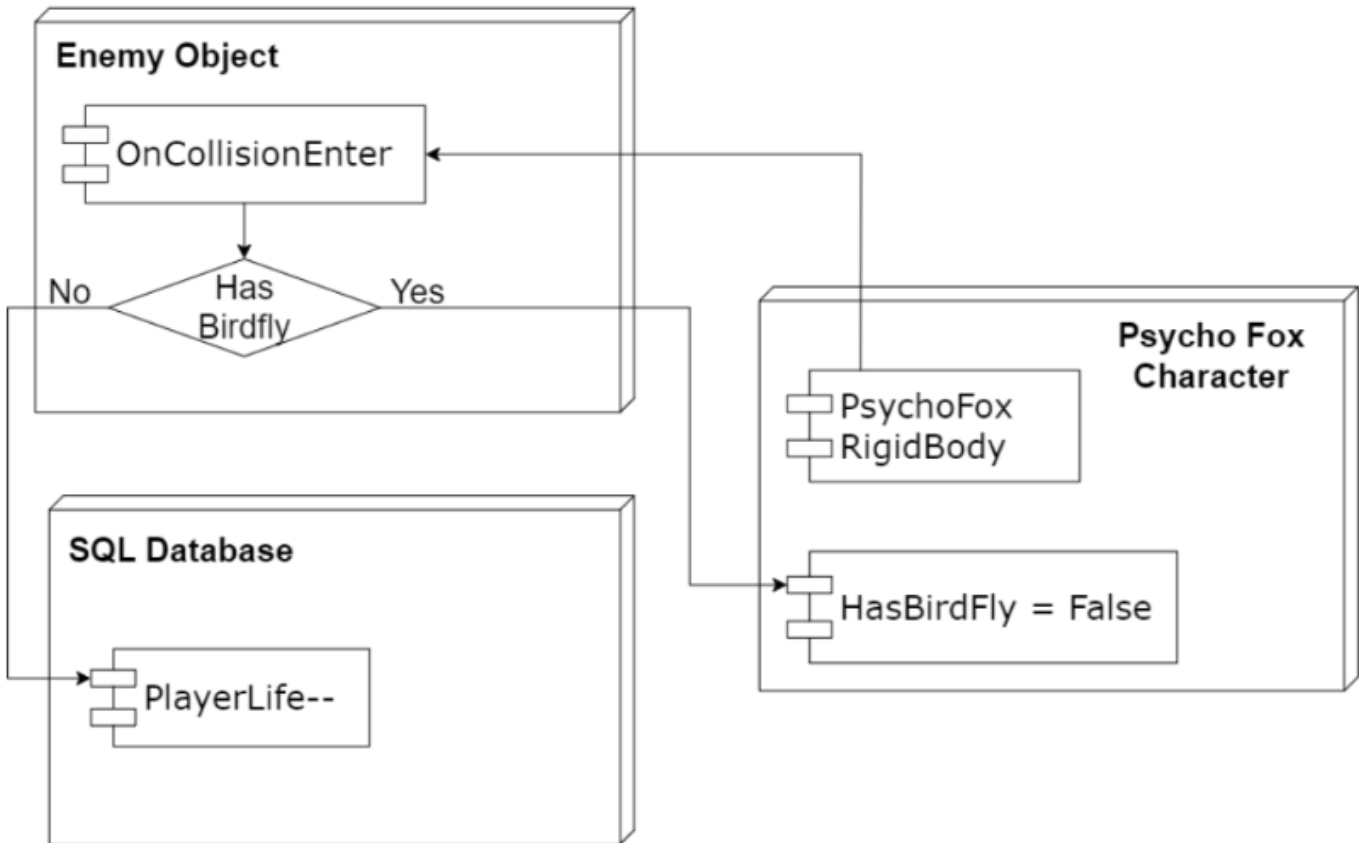 Enemy Object
OnCollisionEnter
No
Has
Birdfly
Yes
Psycho Fox
Character
PsychoFox
RigidBody
HasBirdFly = False
SQL Database
PlayerLife--